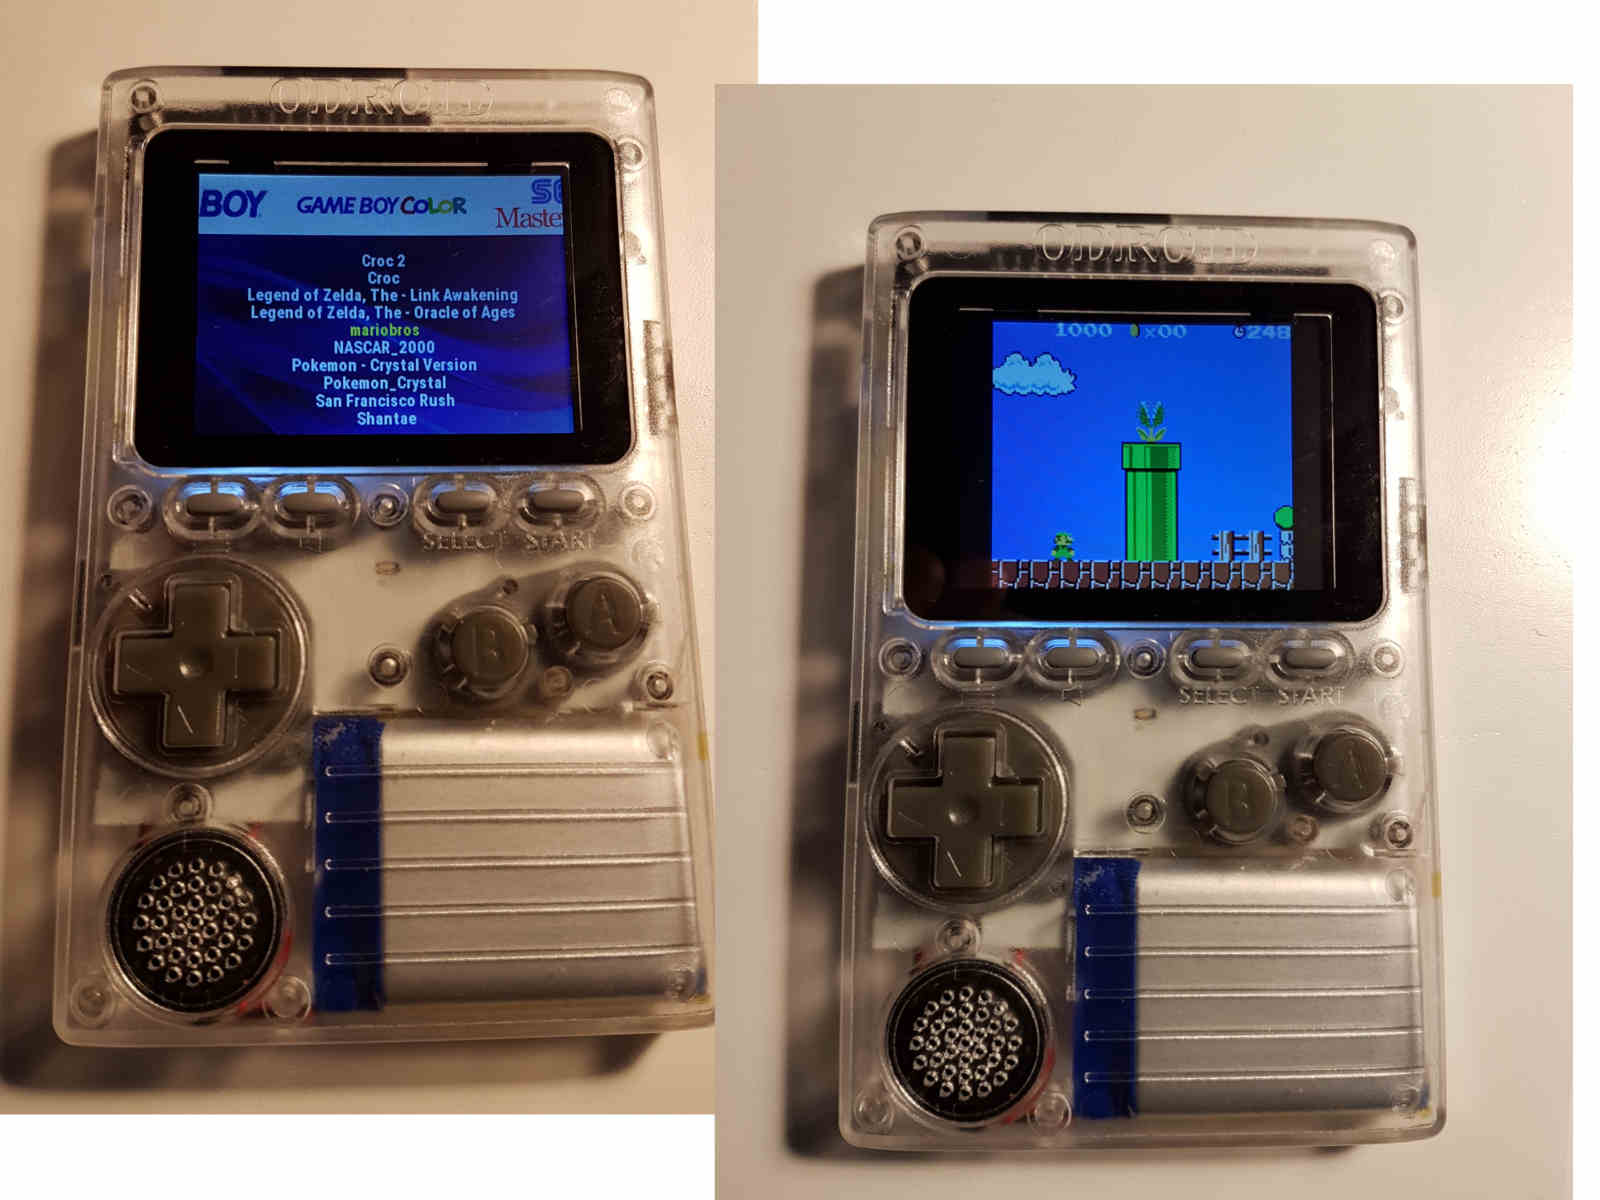 ODROID
BOY
GAME BOY COLOR
SE
Maste
Croc 2
Croc
Legend of Zelda, The - Link Awakening
Legend of Zelda, The - Oracle of Ages
mariobros
NASCAR_2000
Pokemon - Crystal Version
Pokemon_Crystal
San Francisco Rush
Shantae
SELECT START
B A
ODROID
1000 x00 248
SELECT START
B A